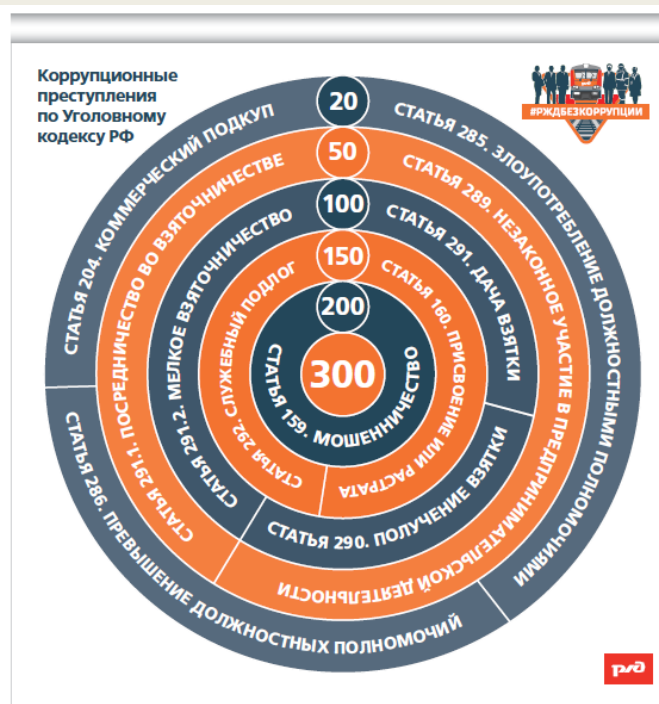 Коррупционные
преступления
по Уголовному
кодексу РФ
#РЖДБЕЗКОРРУПЦИИ
20
СТАТЬЯ 204. КОММЕРЧЕСКИЙ ПОДКУП
СТАТЬЯ 285. ЗЛОУПОТРЕБЛЕНИЕ ДОЛЖНОСТНЫМИ ПОЛНОМОЧИЯМИ
СТАТЬЯ 286. ПРЕВЫШЕНИЕ ДОЛЖНОСТНЫХ ПОЛНОМОЧИЙ
50
СТАТЬЯ 291.1. ПОСРЕДНИЧЕСТВО ВО ВЗЯТОЧНИЧЕСТВЕ
СТАТЬЯ 289. НЕЗАКОННОЕ УЧАСТИЕ В ПРЕДПРИНИМАТЕЛЬСКОЙ ДЕЯТЕЛЬНОСТИ
100
СТАТЬЯ 291.2. МЕЛКОЕ ВЗЯТОЧНИЧЕСТВО
СТАТЬЯ 291. ДАЧА ВЗЯТКИ
СТАТЬЯ 290. ПОЛУЧЕНИЕ ВЗЯТКИ
150
СТАТЬЯ 292. СЛУЖЕБНЫЙ ПОДЛОГ
СТАТЬЯ 160. ПРИСВОЕНИЕ ИЛИ РАСТРАТА
200
СТАТЬЯ 159. МОШЕННИЧЕСТВО
300
ржд